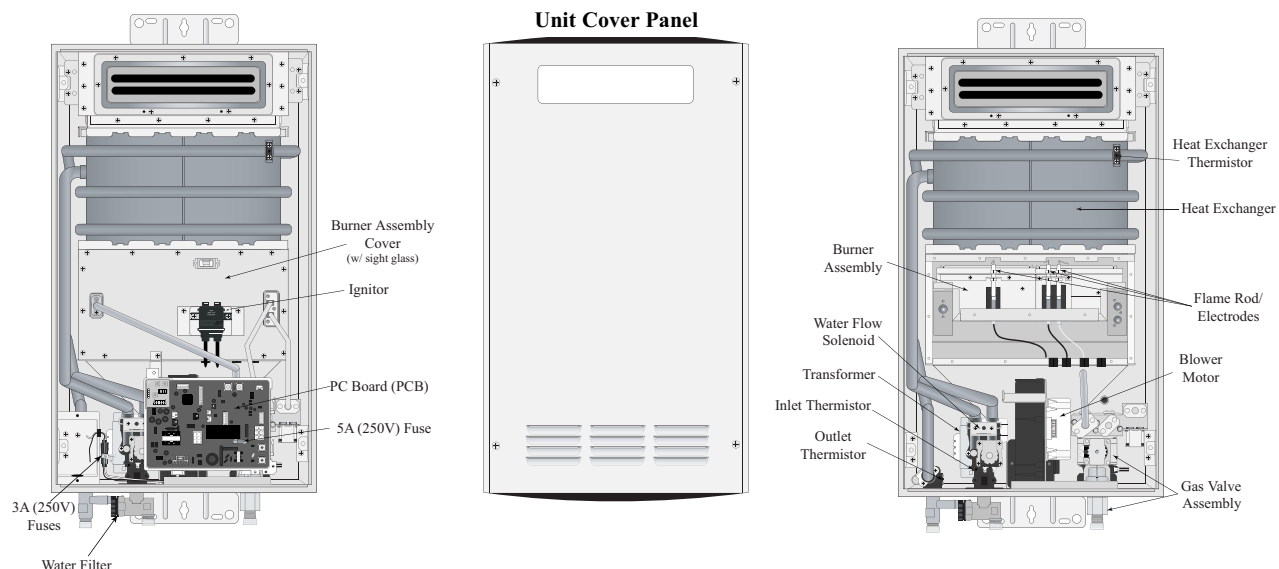 Unit Cover Panel
Burner Assembly
Cover
(w/ sight glass)
Ignitor
PC Board (PCB)
5A (250V) Fuse
3A (250V)
Fuses
Water Filter
Heat Exchanger
Thermistor
Heat Exchanger
Burner
Assembly
Flame Rod/
Electrodes
Water Flow
Solenoid
Blower
Motor
Transformer
Inlet Thermistor
Outlet
Thermistor
Gas Valve
Assembly